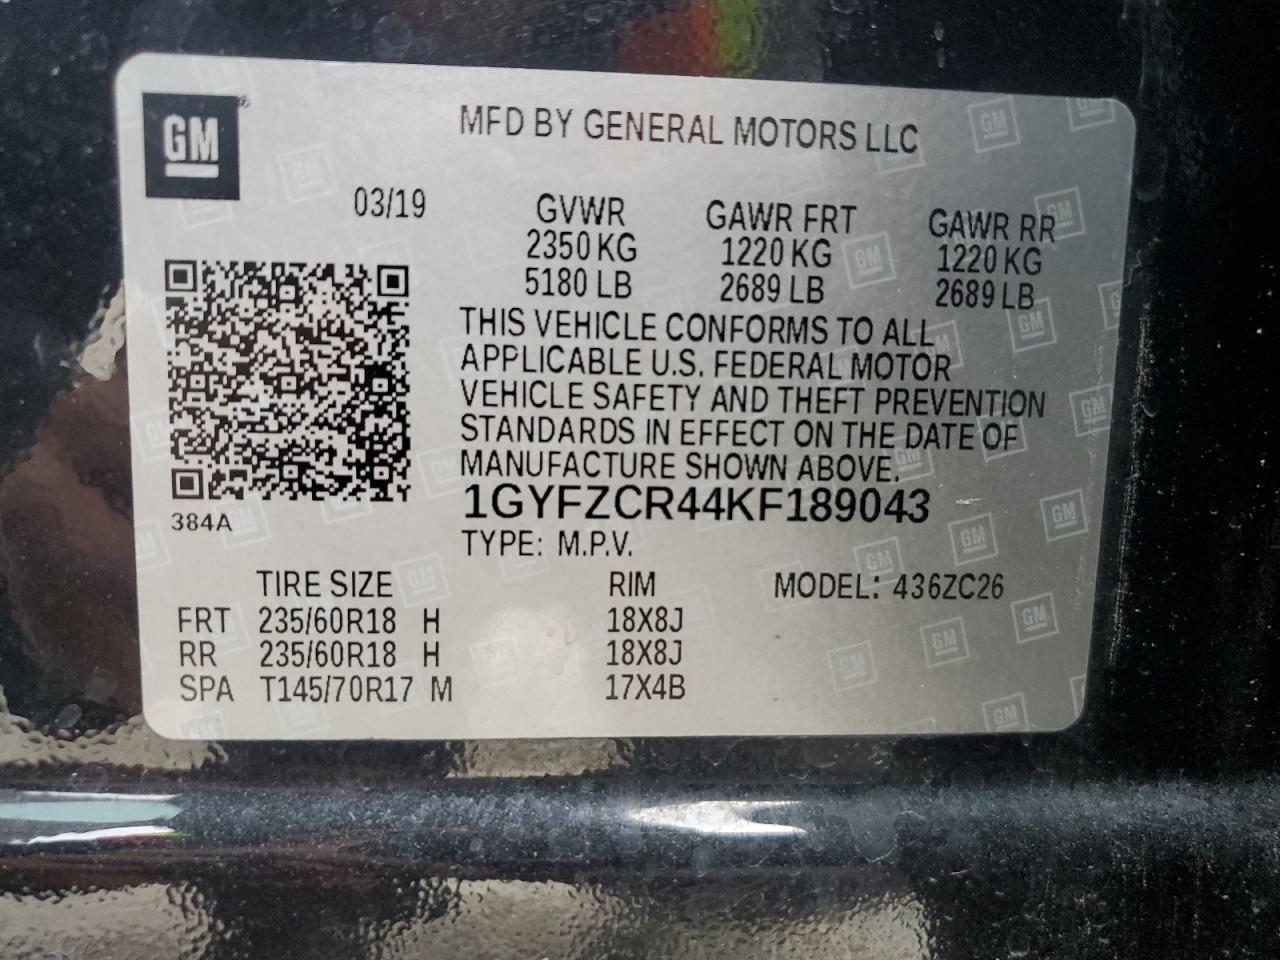 GM
MFD BY GENERAL MOTORS LLC
03/19 GVWR GAWR FRT GAWR RR
2350 KG 1220 KG 1220 KG
5180 LB 2689 LB 2689 LB
THIS VEHICLE CONFORMS TO ALL
APPLICABLE U.S. FEDERAL MOTOR
VEHICLE SAFETY AND THEFT PREVENTION
STANDARDS IN EFFECT ON THE DATE OF
MANUFACTURE SHOWN ABOVE.
1GYFZCR44KF189043
384A
TYPE: M.P.V.
TIRE SIZE RIM MODEL: 436ZC26
FRT 235/60R18 H 18X8J
RR 235/60R18 H 18X8J
SPA T145/70R17 M 17X4B